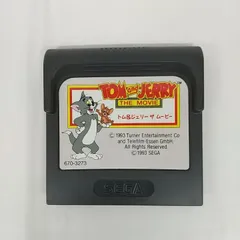 TOM and JERRY
THE MOVIE
トム&ジェリー ザ ムービー
© 1993 Turner Entertainment Co
and Telefilm Essen GmbH.
All Rights Reserved.
© 1993 SEGA
670-3273
SEGA